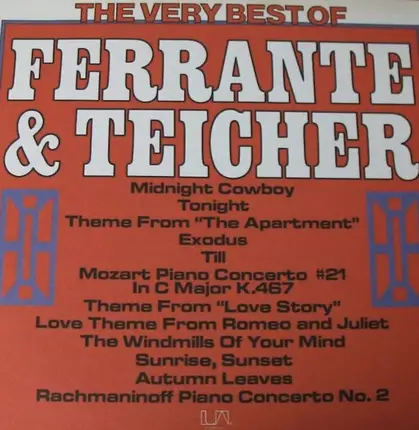 THE VERY BEST OF
FERRANTE
& TEICHER
Midnight Cowboy
Tonight
Theme From "The Apartment"
Exodus
Till
Mozart Piano Concerto #21
In C Major K.467
Theme From "Love Story"
Love Theme From Romeo and Juliet
The Windmills Of Your Mind
Sunrise, Sunset
Autumn Leaves
Rachmaninoff Piano Concerto No. 2
UA